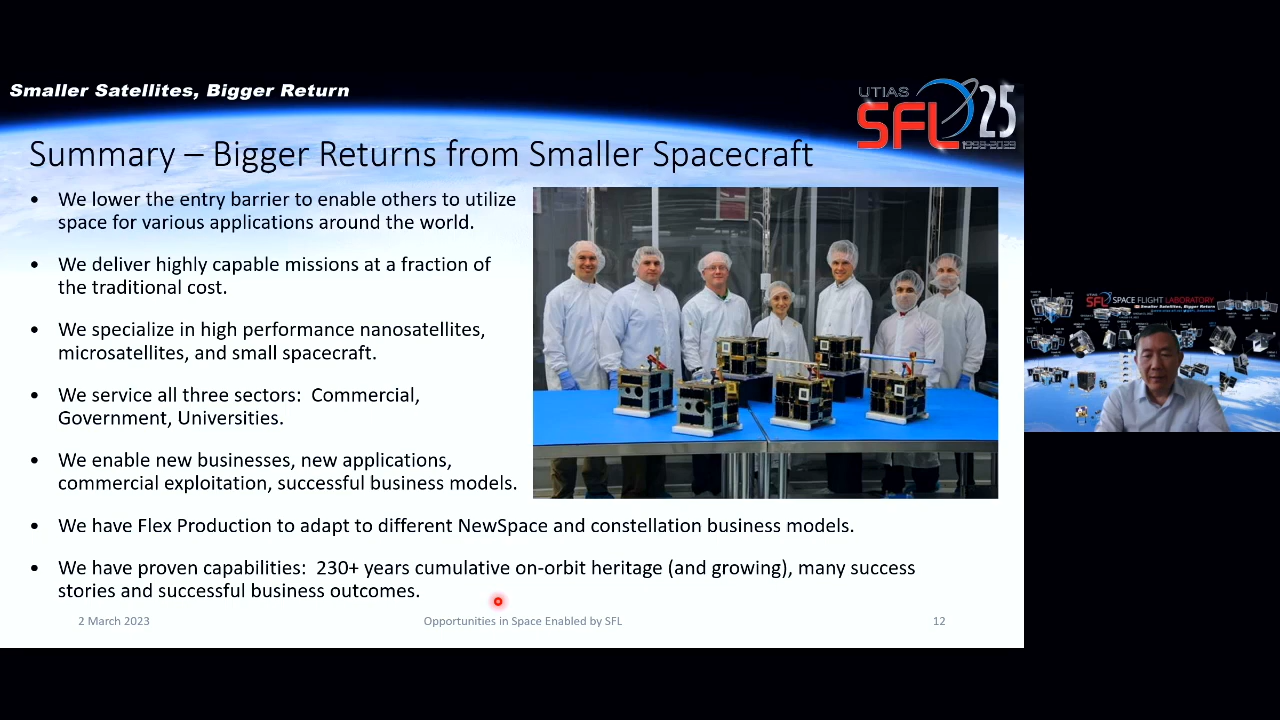 Smaller Satellites, Bigger Return
UTIAS
SFL 25
1998-2023
Summary – Bigger Returns from Smaller Spacecraft
• We lower the entry barrier to enable others to utilize
space for various applications around the world.
• We deliver highly capable missions at a fraction of
the traditional cost.
• We specialize in high performance nanosatellites,
microsatellites, and small spacecraft.
• We service all three sectors:  Commercial,
Government, Universities.
• We enable new businesses, new applications,
commercial exploitation, successful business models.
• We have Flex Production to adapt to different NewSpace and constellation business models.
• We have proven capabilities:  230+ years cumulative on-orbit heritage (and growing), many success
stories and successful business outcomes.
2 March 2023
Opportunities in Space Enabled by SFL
12
UTIAS
SFL SPACE FLIGHT LABORATORY
Smaller Satellites, Bigger Return